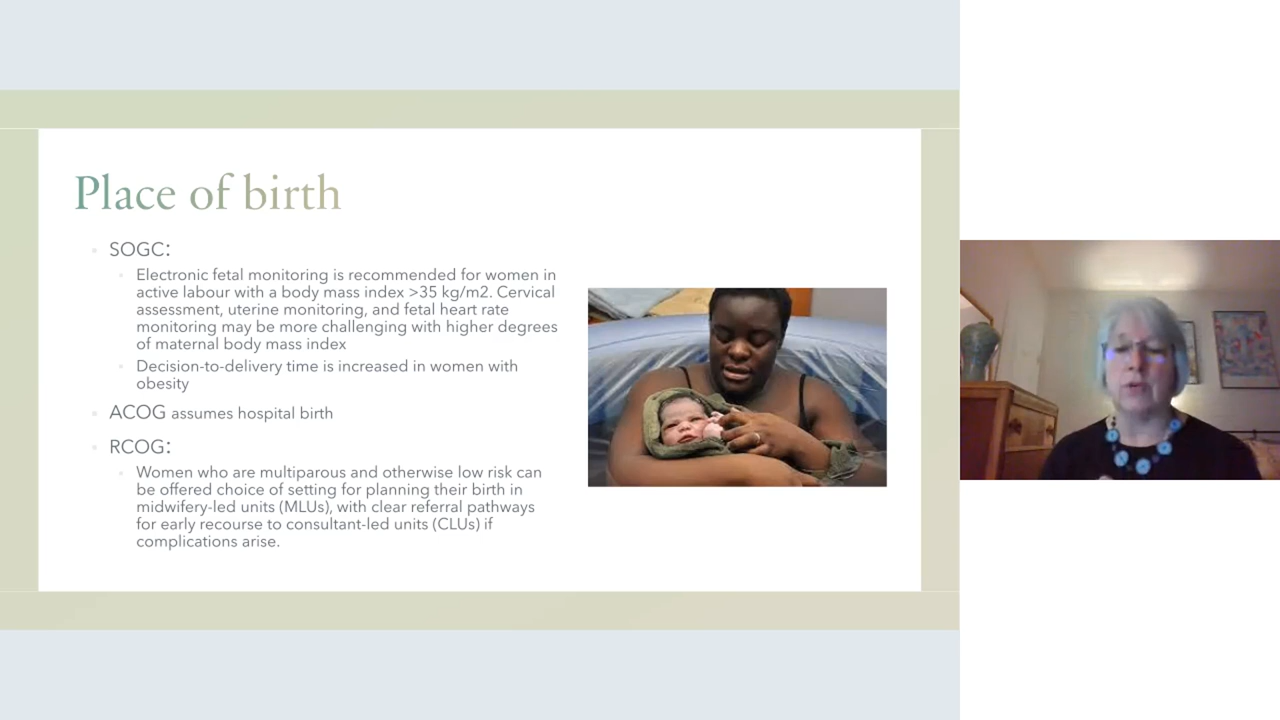 Place of birth
SOGC:
Electronic fetal monitoring is recommended for women in
active labour with a body mass index >35 kg/m2. Cervical
assessment, uterine monitoring, and fetal heart rate
monitoring may be more challenging with higher degrees
of maternal body mass index
Decision-to-delivery time is increased in women with
obesity
ACOG assumes hospital birth
RCOG:
Women who are multiparous and otherwise low risk can
be offered choice of setting for planning their birth in
midwifery-led units (MLUs), with clear referral pathways
for early recourse to consultant-led units (CLUs) if
complications arise.